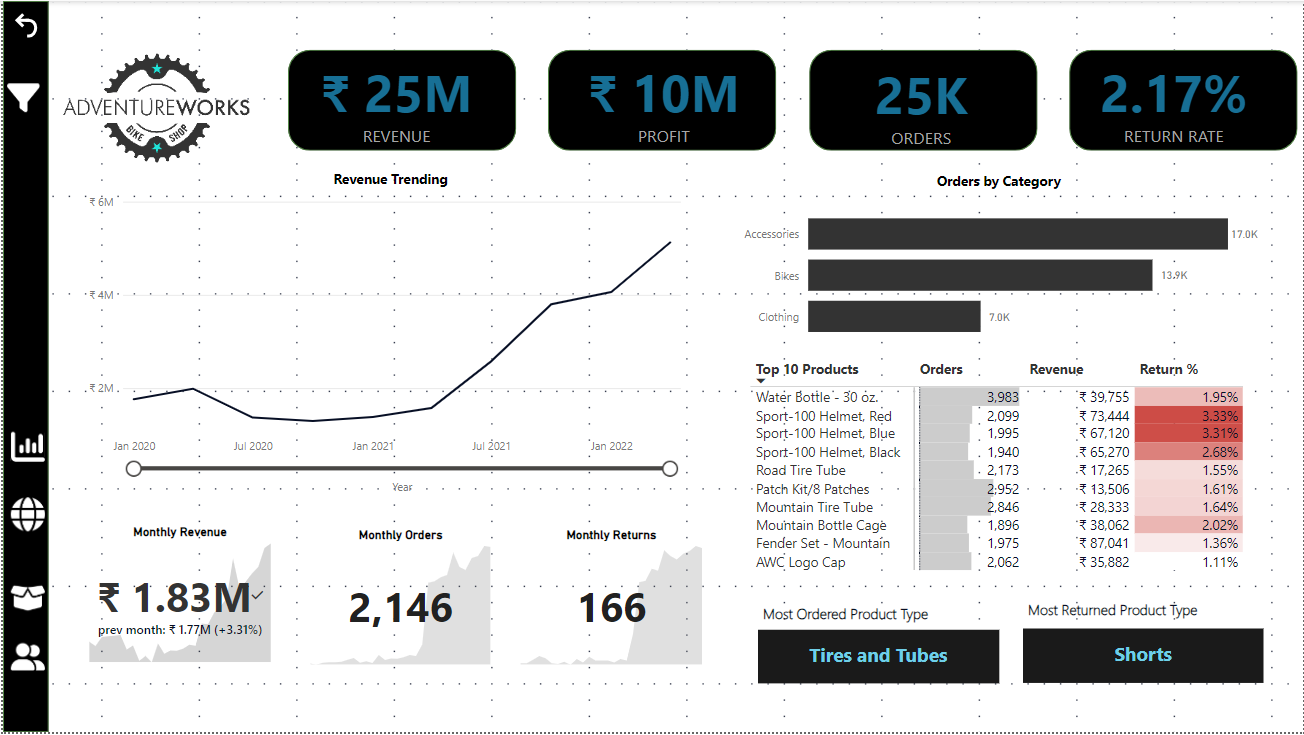 ADVENTUREWORKS
BIKE SHOP
₹ 25M
REVENUE
₹ 10M
PROFIT
25K
ORDERS
2.17%
RETURN RATE
Revenue Trending
₹ 6M
₹ 4M
₹ 2M
Jan 2020 Jul 2020 Jan 2021 Jul 2021 Jan 2022
Year
Orders by Category
Accessories 17.0K
Bikes 13.9K
Clothing 7.0K
Top 10 Products Orders Revenue Return %
Water Bottle - 30 oz. 3,983 ₹ 39,755 1.95%
Sport-100 Helmet, Red 2,099 ₹ 73,444 3.33%
Sport-100 Helmet, Blue 1,995 ₹ 67,120 3.31%
Sport-100 Helmet, Black 1,940 ₹ 65,270 2.68%
Road Tire Tube 2,173 ₹ 17,265 1.55%
Patch Kit/8 Patches 2,952 ₹ 13,506 1.61%
Mountain Tire Tube 2,846 ₹ 28,333 1.64%
Mountain Bottle Cage 1,896 ₹ 38,062 2.02%
Fender Set - Mountain 1,975 ₹ 87,041 1.36%
AWC Logo Cap 2,062 ₹ 35,882 1.11%
Monthly Revenue
₹ 1.83M
prev month: ₹ 1.77M (+3.31%)
Monthly Orders
2,146
Monthly Returns
166
Most Ordered Product Type
Tires and Tubes
Most Returned Product Type
Shorts